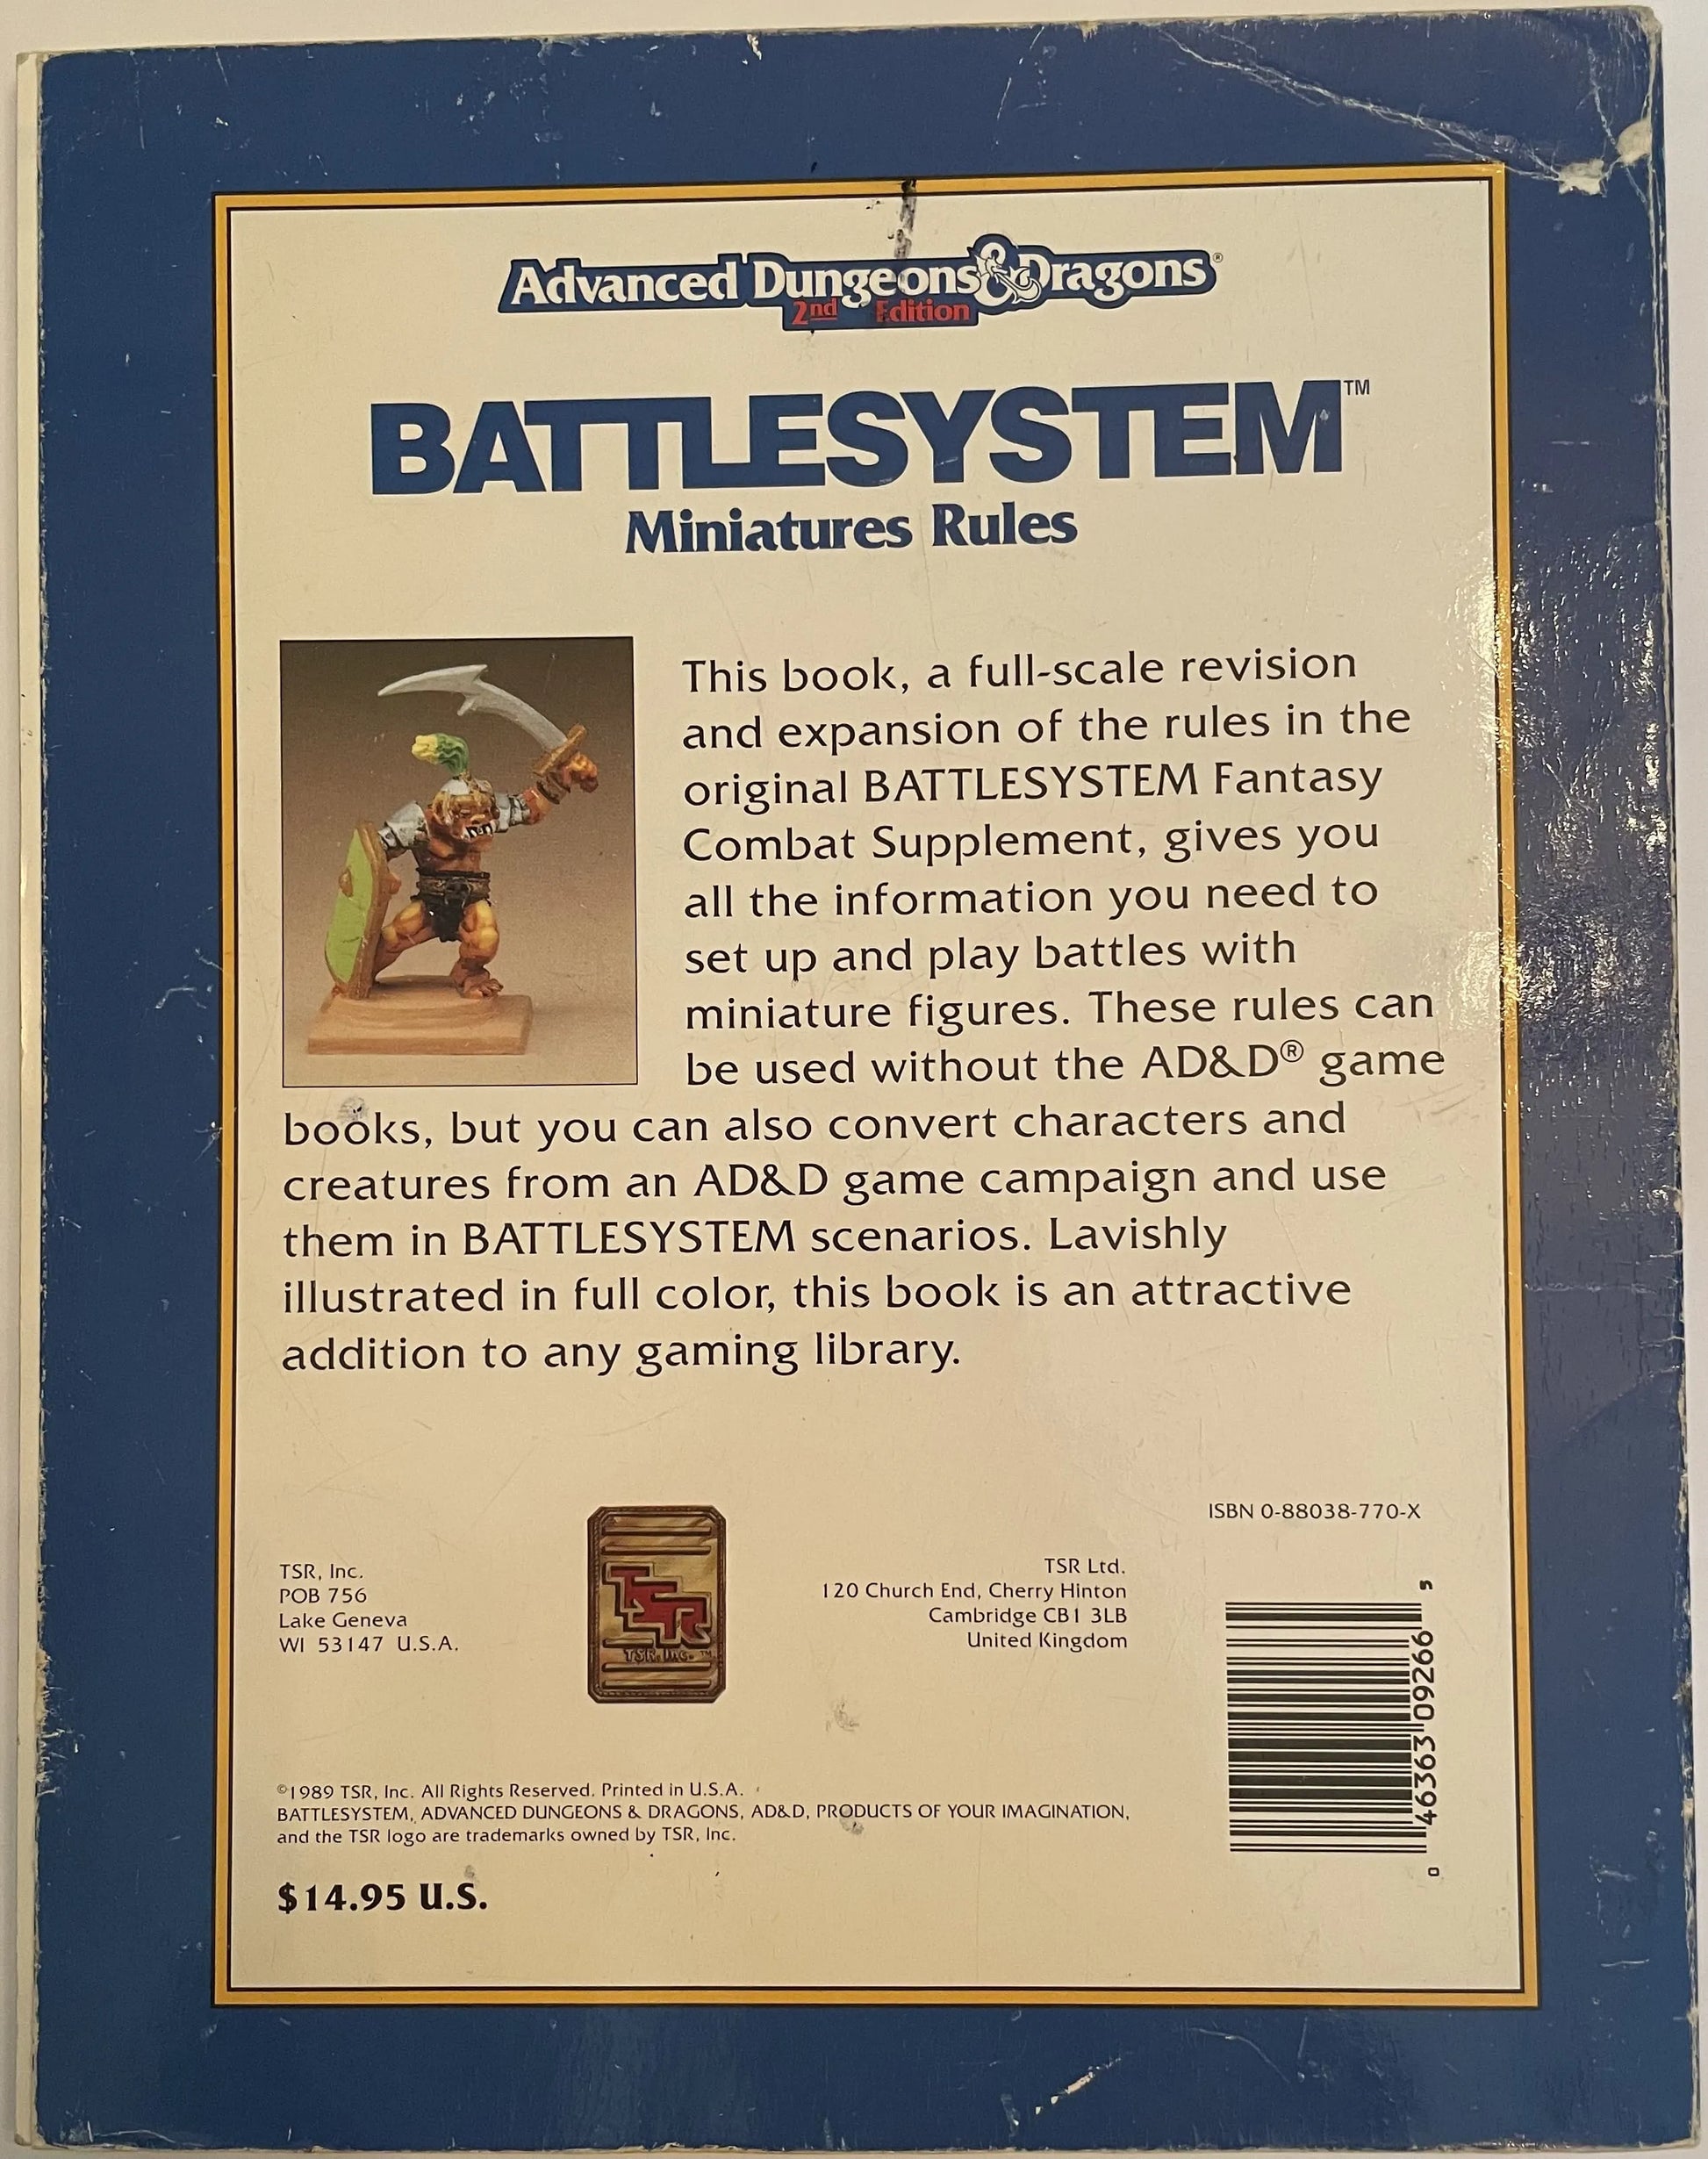 Advanced Dungeons & Dragons®
2nd Edition
BATTLESYSTEM™
Miniatures Rules
This book, a full-scale revision
and expansion of the rules in the
original BATTLESYSTEM Fantasy
Combat Supplement, gives you
all the information you need to
set up and play battles with
miniature figures. These rules can
be used without the AD&D® game
books, but you can also convert characters and
creatures from an AD&D game campaign and use
them in BATTLESYSTEM scenarios. Lavishly
illustrated in full color, this book is an attractive
addition to any gaming library.
TSR, Inc.
POB 756
Lake Geneva
WI 53147 U.S.A.
TSR
TSR, Inc.™
TSR Ltd.
120 Church End, Cherry Hinton
Cambridge CB1 3LB
United Kingdom
ISBN 0-88038-770-X
0 46363 09266 5
©1989 TSR, Inc. All Rights Reserved. Printed in U.S.A.
BATTLESYSTEM, ADVANCED DUNGEONS & DRAGONS, AD&D, PRODUCTS OF YOUR IMAGINATION,
and the TSR logo are trademarks owned by TSR, Inc.
$14.95 U.S.